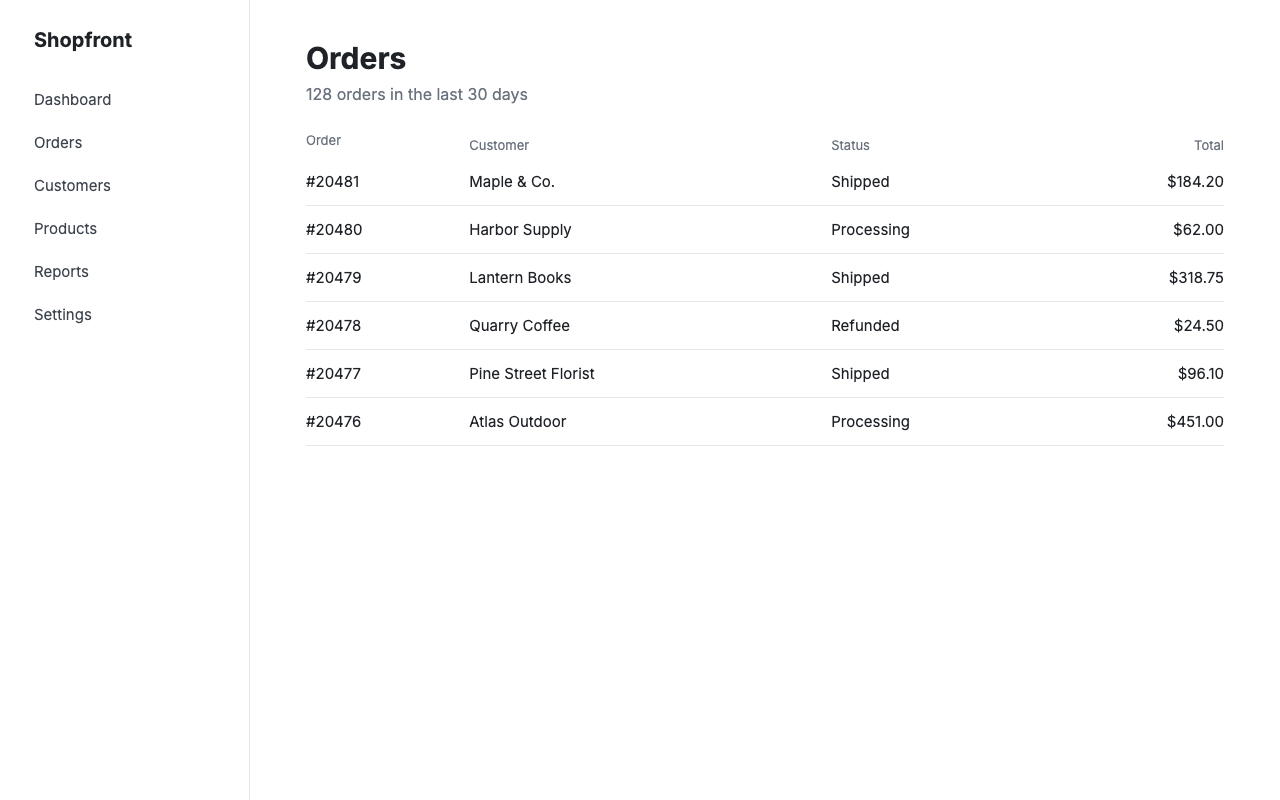 Shopfront
Dashboard
Orders
Customers
Products
Reports
Settings
Orders
128 orders in the last 30 days
Order Customer Status Total
#20481 Maple & Co. Shipped $184.20
#20480 Harbor Supply Processing $62.00
#20479 Lantern Books Shipped $318.75
#20478 Quarry Coffee Refunded $24.50
#20477 Pine Street Florist Shipped $96.10
#20476 Atlas Outdoor Processing $451.00